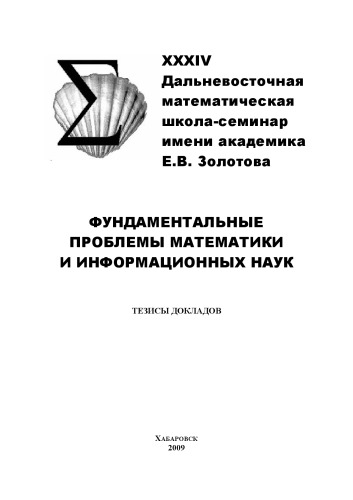 Σ
XXXIV
Дальневосточная
математическая
школа-семинар
имени академика
Е.В. Золотова
ФУНДАМЕНТАЛЬНЫЕ
ПРОБЛЕМЫ МАТЕМАТИКИ
И ИНФОРМАЦИОННЫХ НАУК
ТЕЗИСЫ ДОКЛАДОВ
ХАБАРОВСК
2009